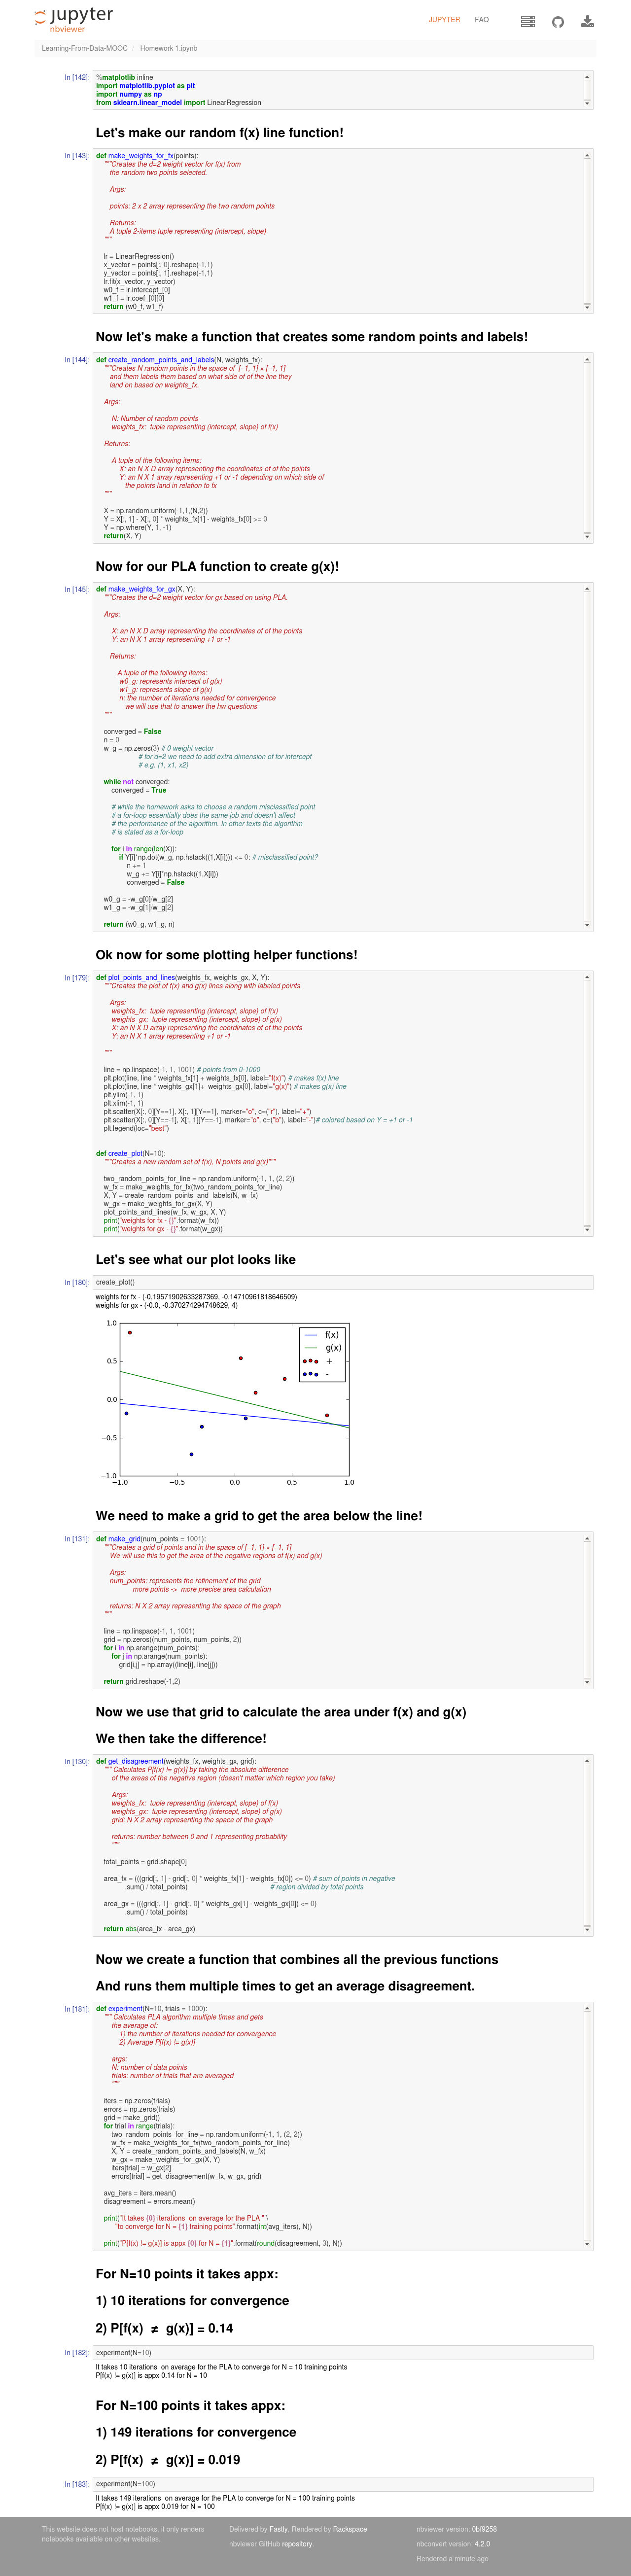 jupyter
nbviewer
JUPYTER FAQ
Learning-From-Data-MOOC Homework 1.ipynb
In [142]:
%matplotlib inline
import matplotlib.pyplot as plt
import numpy as np
from sklearn.linear_model import LinearRegression
Let's make our random f(x) line function!
In [143]:
def make_weights_for_fx(points):
"""Creates the d=2 weight vector for f(x) from
the random two points selected.
Args:
points: 2 x 2 array representing the two random points
Returns:
A tuple 2-items tuple representing (intercept, slope)
"""
lr = LinearRegression()
x_vector = points[:, 0].reshape(-1,1)
y_vector = points[:, 1].reshape(-1,1)
lr.fit(x_vector, y_vector)
w0_f = lr.intercept_[0]
w1_f = lr.coef_[0][0]
return (w0_f, w1_f)
Now let's make a function that creates some random points and labels!
In [144]:
def create_random_points_and_labels(N, weights_fx):
"""Creates N random points in the space of [−1, 1] × [−1, 1]
and them labels them based on what side of of the line they
land on based on weights_fx.
Args:
N: Number of random points
weights_fx: tuple representing (intercept, slope) of f(x)
Returns:
A tuple of the following items:
X: an N X D array representing the coordinates of of the points
Y: an N X 1 array representing +1 or -1 depending on which side of
the points land in relation to fx
"""
X = np.random.uniform(-1,1,(N,2))
Y = X[:, 1] - X[:, 0] * weights_fx[1] - weights_fx[0] >= 0
Y = np.where(Y, 1, -1)
return(X, Y)
Now for our PLA function to create g(x)!
In [145]:
def make_weights_for_gx(X, Y):
"""Creates the d=2 weight vector for gx based on using PLA.
Args:
X: an N X D array representing the coordinates of of the points
Y: an N X 1 array representing +1 or -1
Returns:
A tuple of the following items:
w0_g: represents intercept of g(x)
w1_g: represents slope of g(x)
n: the number of iterations needed for convergence
we will use that to answer the hw questions
"""
converged = False
n = 0
w_g = np.zeros(3) # 0 weight vector
# for d=2 we need to add extra dimension of for intercept
# e.g. (1, x1, x2)
while not converged:
converged = True
# while the homework asks to choose a random misclassified point
# a for-loop essentially does the same job and doesn't affect
# the performance of the algorithm. In other texts the algorithm
# is stated as a for-loop
for i in range(len(X)):
if Y[i]*np.dot(w_g, np.hstack((1,X[i]))) <= 0: # misclassified point?
n += 1
w_g += Y[i]*np.hstack((1,X[i]))
converged = False
w0_g = -w_g[0]/w_g[2]
w1_g = -w_g[1]/w_g[2]
return (w0_g, w1_g, n)
Ok now for some plotting helper functions!
In [179]:
def plot_points_and_lines(weights_fx, weights_gx, X, Y):
"""Creates the plot of f(x) and g(x) lines along with labeled points
Args:
weights_fx: tuple representing (intercept, slope) of f(x)
weights_gx: tuple representing (intercept, slope) of g(x)
X: an N X D array representing the coordinates of of the points
Y: an N X 1 array representing +1 or -1
"""
line = np.linspace(-1, 1, 1001) # points from 0-1000
plt.plot(line, line * weights_fx[1] + weights_fx[0], label="f(x)") # makes f(x) line
plt.plot(line, line * weights_gx[1]+ weights_gx[0], label="g(x)") # makes g(x) line
plt.ylim(-1, 1)
plt.xlim(-1, 1)
plt.scatter(X[:, 0][Y==1], X[:, 1][Y==1], marker="o", c=("r"), label="+")
plt.scatter(X[:, 0][Y==-1], X[:, 1][Y==-1], marker="o", c=("b"), label="-")# colored based on Y = +1 or -1
plt.legend(loc="best")
def create_plot(N=10):
"""Creates a new random set of f(x), N points and g(x)"""
two_random_points_for_line = np.random.uniform(-1, 1, (2, 2))
w_fx = make_weights_for_fx(two_random_points_for_line)
X, Y = create_random_points_and_labels(N, w_fx)
w_gx = make_weights_for_gx(X, Y)
plot_points_and_lines(w_fx, w_gx, X, Y)
print("weights for fx - {}".format(w_fx))
print("weights for gx - {}".format(w_gx))
Let's see what our plot looks like
In [180]:
create_plot()
weights for fx - (-0.19571902633287369, -0.14710961818646509)
weights for gx - (-0.0, -0.370274294748629, 4)
1.0
f(x)
g(x)
+
-
0.5
0.0
−0.5
−1.0
−1.0 −0.5 0.0 0.5 1.0
We need to make a grid to get the area below the line!
In [131]:
def make_grid(num_points = 1001):
"""Creates a grid of points and in the space of [−1, 1] × [−1, 1]
We will use this to get the area of the negative regions of f(x) and g(x)
Args:
num_points: represents the refinement of the grid
more points -> more precise area calculation
returns: N X 2 array representing the space of the graph
"""
line = np.linspace(-1, 1, 1001)
grid = np.zeros((num_points, num_points, 2))
for i in np.arange(num_points):
for j in np.arange(num_points):
grid[i,j] = np.array((line[i], line[j]))
return grid.reshape(-1,2)
Now we use that grid to calculate the area under f(x) and g(x)
We then take the difference!
In [130]:
def get_disagreement(weights_fx, weights_gx, grid):
""" Calculates P[f(x) != g(x)] by taking the absolute difference
of the areas of the negative region (doesn't matter which region you take)
Args:
weights_fx: tuple representing (intercept, slope) of f(x)
weights_gx: tuple representing (intercept, slope) of g(x)
grid: N X 2 array representing the space of the graph
returns: number between 0 and 1 representing probability
"""
total_points = grid.shape[0]
area_fx = (((grid[:, 1] - grid[:, 0] * weights_fx[1] - weights_fx[0]) <= 0) # sum of points in negative
.sum() / total_points) # region divided by total points
area_gx = (((grid[:, 1] - grid[:, 0] * weights_gx[1] - weights_gx[0]) <= 0)
.sum() / total_points)
return abs(area_fx - area_gx)
Now we create a function that combines all the previous functions
And runs them multiple times to get an average disagreement.
In [181]:
def experiment(N=10, trials = 1000):
""" Calculates PLA algorithm multiple times and gets
the average of:
1) the number of iterations needed for convergence
2) Average P[f(x) != g(x)]
args:
N: number of data points
trials: number of trials that are averaged
"""
iters = np.zeros(trials)
errors = np.zeros(trials)
grid = make_grid()
for trial in range(trials):
two_random_points_for_line = np.random.uniform(-1, 1, (2, 2))
w_fx = make_weights_for_fx(two_random_points_for_line)
X, Y = create_random_points_and_labels(N, w_fx)
w_gx = make_weights_for_gx(X, Y)
iters[trial] = w_gx[2]
errors[trial] = get_disagreement(w_fx, w_gx, grid)
avg_iters = iters.mean()
disagreement = errors.mean()
print("It takes {0} iterations on average for the PLA " \
"to converge for N = {1} training points".format(int(avg_iters), N))
print("P[f(x) != g(x)] is appx {0} for N = {1}".format(round(disagreement, 3), N))
For N=10 points it takes appx:
1) 10 iterations for convergence
2) P[f(x) ≠ g(x)] = 0.14
In [182]:
experiment(N=10)
It takes 10 iterations on average for the PLA to converge for N = 10 training points
P[f(x) != g(x)] is appx 0.14 for N = 10
For N=100 points it takes appx:
1) 149 iterations for convergence
2) P[f(x) ≠ g(x)] = 0.019
In [183]:
experiment(N=100)
It takes 149 iterations on average for the PLA to converge for N = 100 training points
P[f(x) != g(x)] is appx 0.019 for N = 100
This website does not host notebooks, it only renders
notebooks available on other websites.
Delivered by Fastly, Rendered by Rackspace
nbviewer GitHub repository.
nbviewer version: 0bf9258
nbconvert version: 4.2.0
Rendered a minute ago